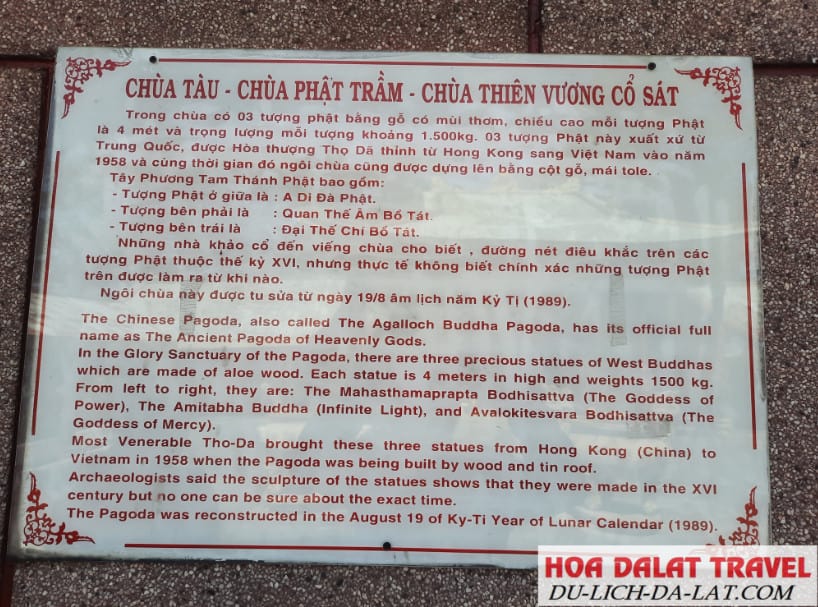 CHÙA TÀU - CHÙA PHẬT TRẦM - CHÙA THIÊN VƯƠNG CỔ SÁT
Trong chùa có 03 tượng phật bằng gỗ có mùi thơm, chiều cao mỗi tượng Phật
là 4 mét và trọng lượng mỗi tượng khoảng 1.500kg. 03 tượng Phật này xuất xứ từ
Trung Quốc, được Hòa thượng Thọ Dã thỉnh từ Hong Kong sang Việt Nam vào năm
1958 và cùng thời gian đó ngôi chùa cũng được dựng lên bằng cột gỗ, mái tole.
Tây Phương Tam Thánh Phật bao gồm:
- Tượng Phật ở giữa là : A Di Đà Phật.
- Tượng bên phải là : Quan Thế Âm Bồ Tát.
- Tượng bên trái là : Đại Thế Chí Bồ Tát.
Những nhà khảo cổ đến viếng chùa cho biết , đường nét điêu khắc trên các
tượng Phật thuộc thế kỷ XVI, nhưng thực tế không biết chính xác những tượng Phật
trên được làm ra từ khi nào.
Ngôi chùa này được tu sửa từ ngày 19/8 âm lịch năm Kỷ Tị (1989).
The Chinese Pagoda, also called The Agalloch Buddha Pagoda, has its official full
name as The Ancient Pagoda of Heavenly Gods.
In the Glory Sanctuary of the Pagoda, there are three precious statues of West Buddhas
which are made of aloe wood. Each statue is 4 meters in high and weights 1500 kg.
From left to right, they are: The Mahasthamaprapta Bodhisattva (The Goddess of
Power), The Amitabha Buddha (Infinite Light), and Avalokitesvara Bodhisattva (The
Goddess of Mercy).
Most Venerable Tho-Da brought these three statues from Hong Kong (China) to
Vietnam in 1958 when the Pagoda was being built by wood and tin roof.
Archaeologists said the sculpture of the statues shows that they were made in the XVI
century but no one can be sure about the exact time.
The Pagoda was reconstructed in the August 19 of Ky-Ti Year of Lunar Calendar (1989).
HOA DALAT TRAVEL
DU-LICH-DA-LAT.COM